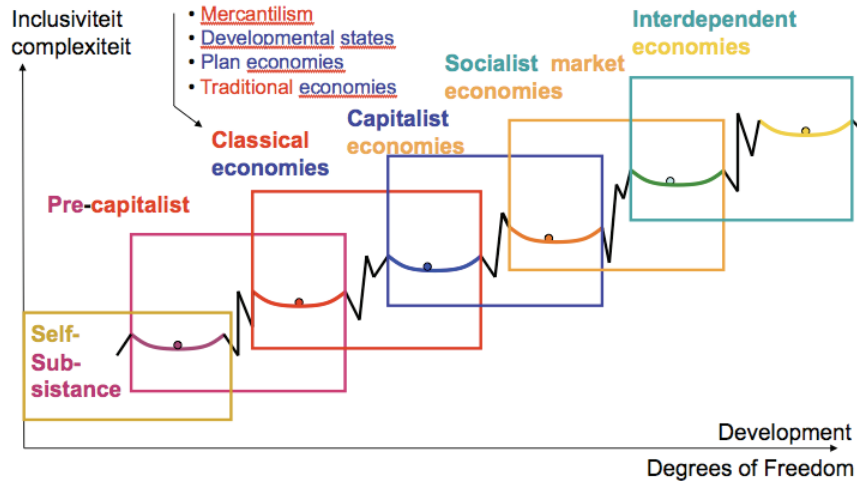 Inclusiviteit
complexiteit
• Mercantilism
• Developmental states
• Plan economies
• Traditional economies
Interdependent
economies
Socialist market
economies
Capitalist
economies
Classical
economies
Pre-capitalist
Self-
Sub-
sistance
Development
Degrees of Freedom